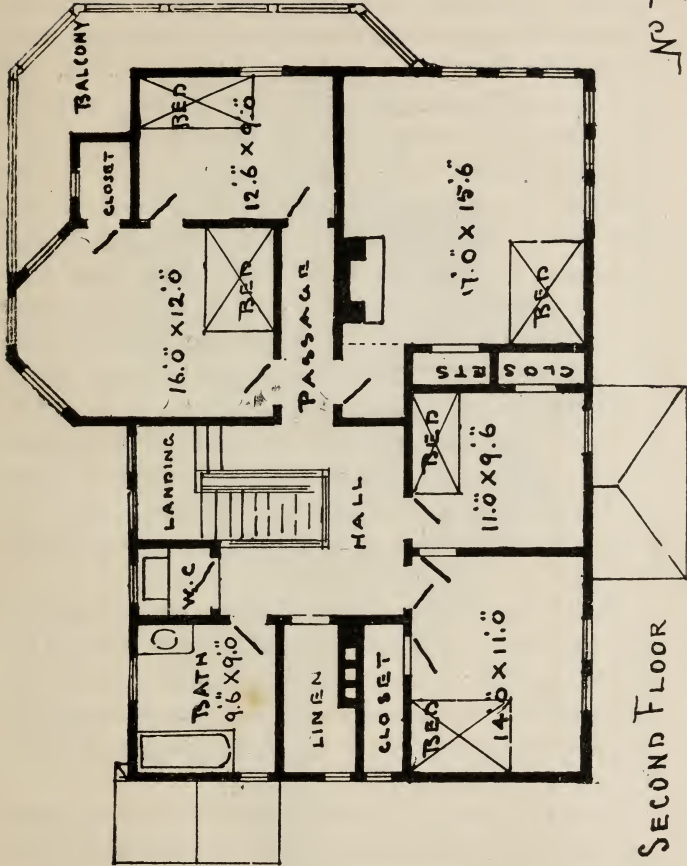 BALCONY
CLOSET
BED
12'.6" X 9'.0"
16'.0" X 12'.0"
BED
PASSAGE
17'.0" X 15'.6"
BED
CLOS
ETS
LANDING
HALL
BED
11'.0" X 9'.6"
W.C
BATH
9'.6" X 9'.0"
LINEN
CLOSET
BED
14'.0" X 11'.0"
SECOND FLOOR
No